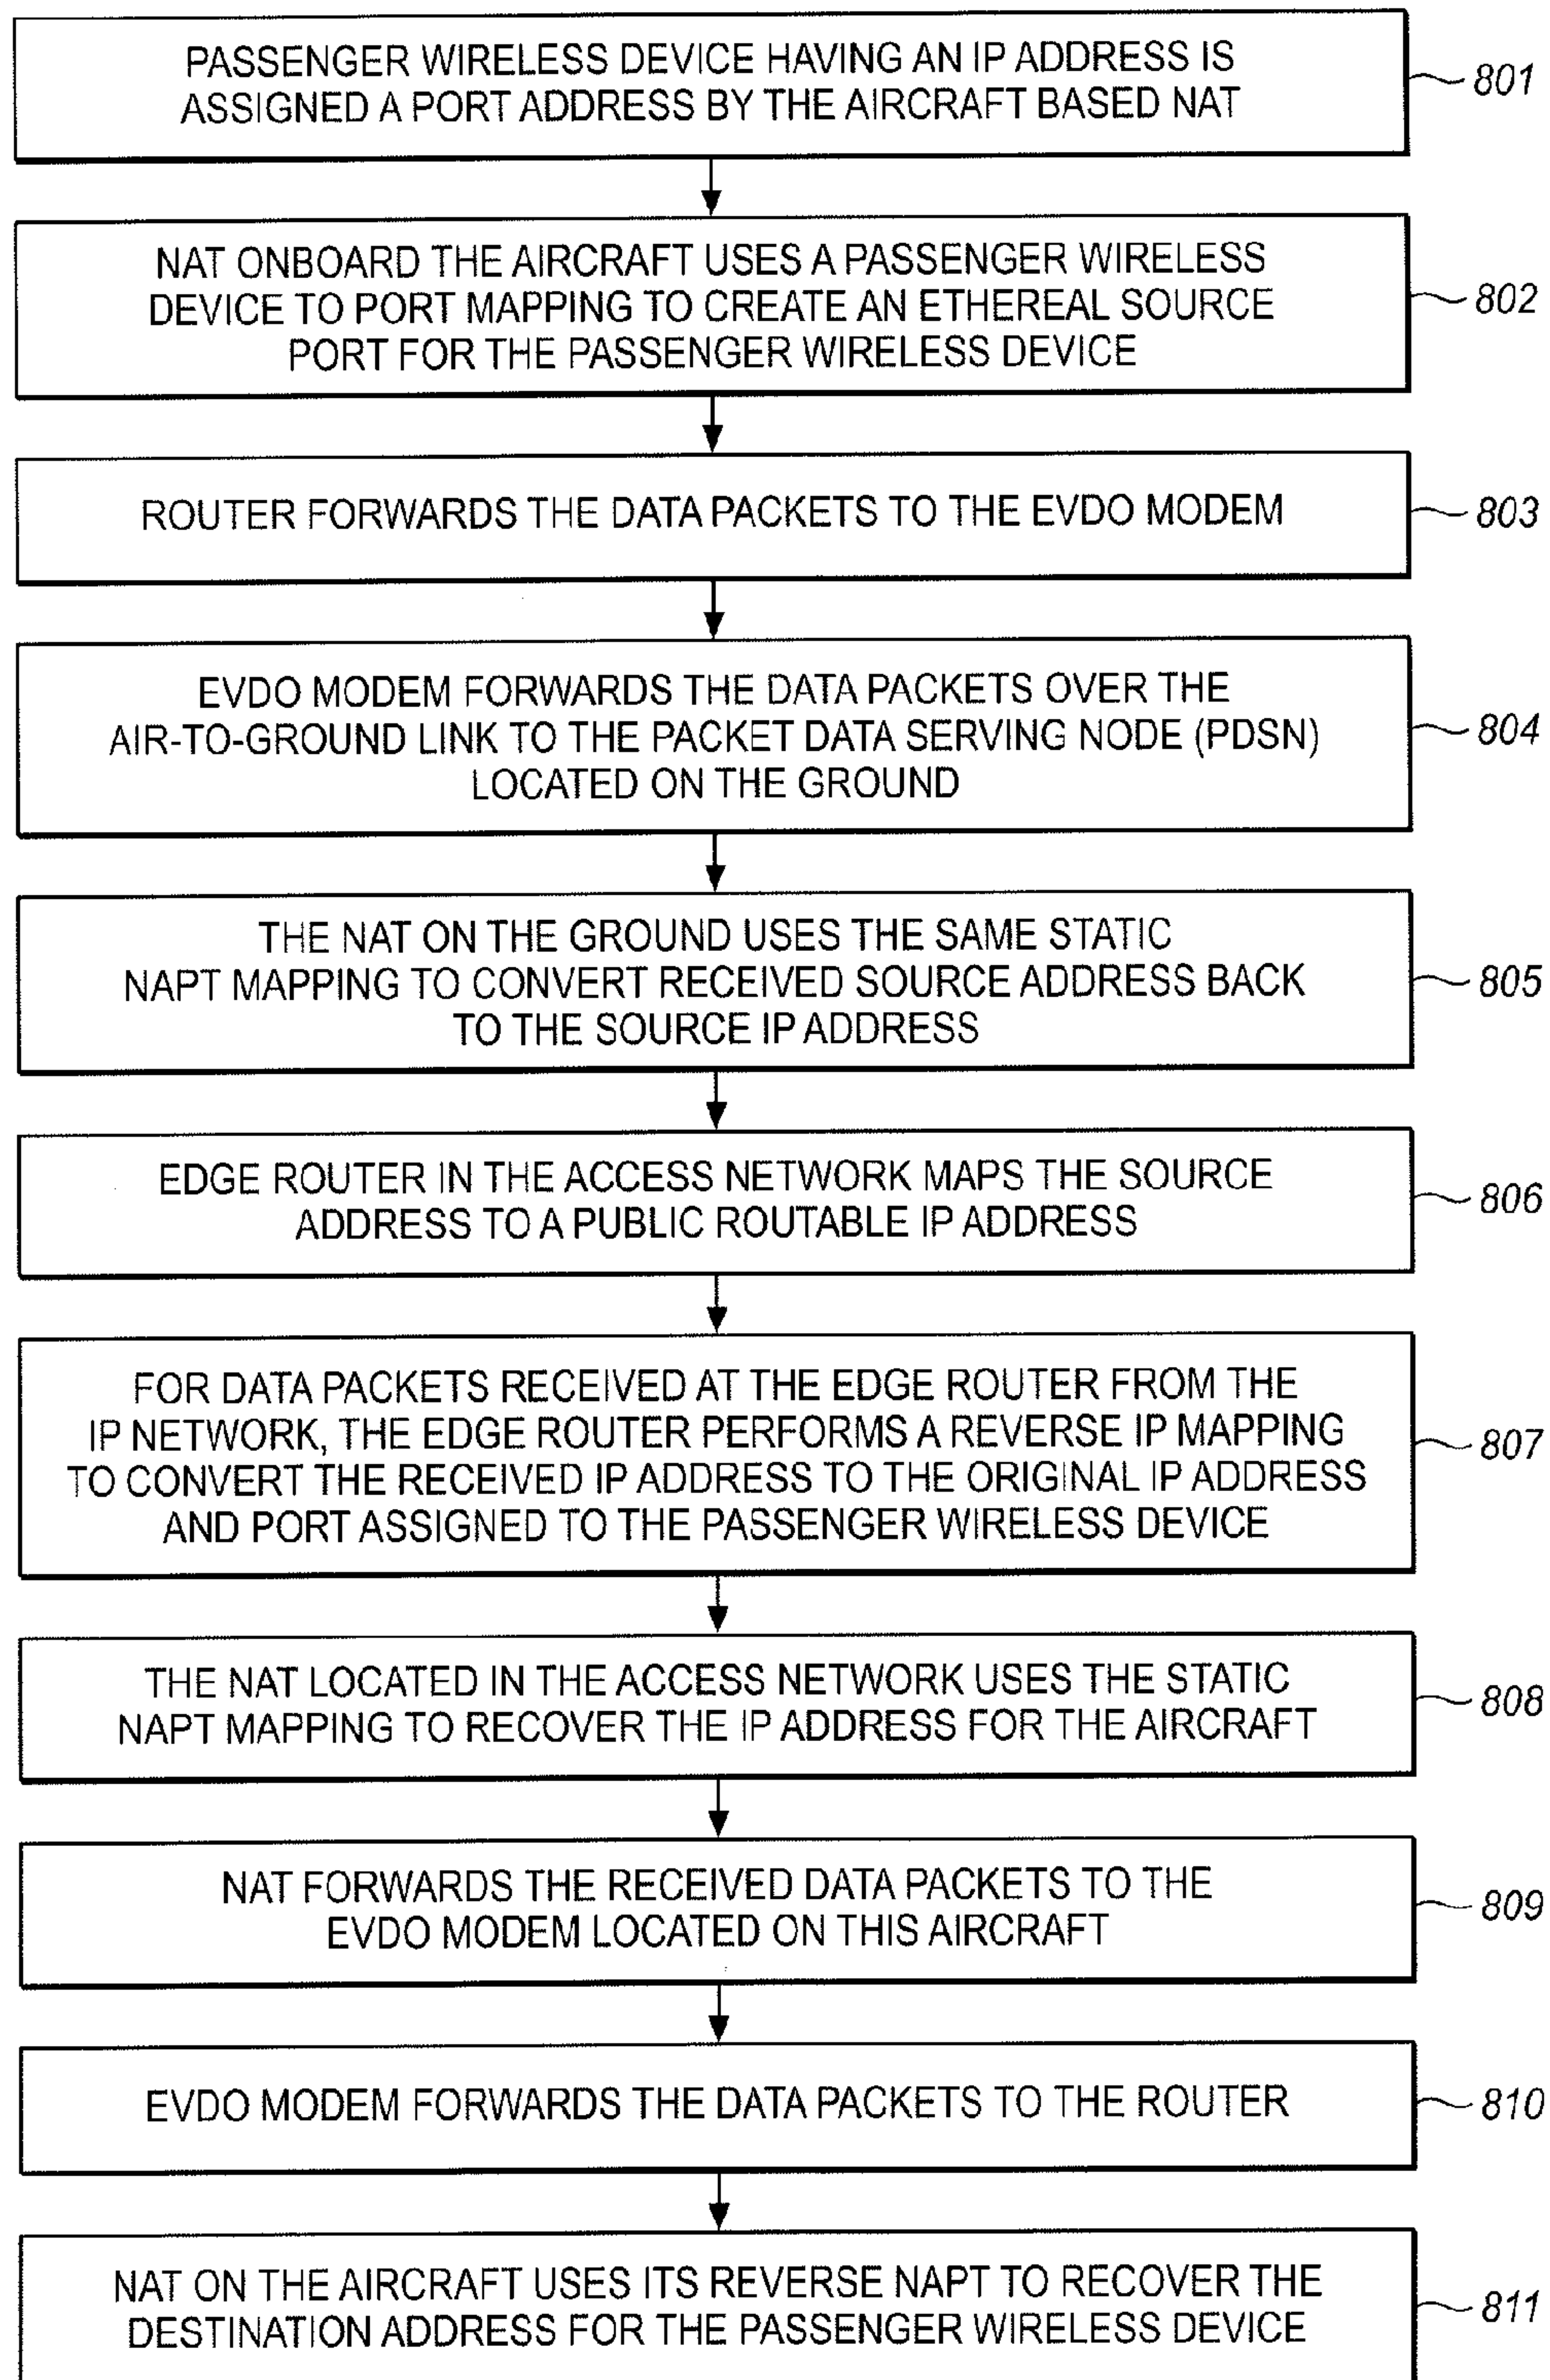 PASSENGER WIRELESS DEVICE HAVING AN IP ADDRESS IS
ASSIGNED A PORT ADDRESS BY THE AIRCRAFT BASED NAT
801
NAT ONBOARD THE AIRCRAFT USES A PASSENGER WIRELESS
DEVICE TO PORT MAPPING TO CREATE AN ETHEREAL SOURCE
PORT FOR THE PASSENGER WIRELESS DEVICE
802
ROUTER FORWARDS THE DATA PACKETS TO THE EVDO MODEM
803
EVDO MODEM FORWARDS THE DATA PACKETS OVER THE
AIR-TO-GROUND LINK TO THE PACKET DATA SERVING NODE (PDSN)
LOCATED ON THE GROUND
804
THE NAT ON THE GROUND USES THE SAME STATIC
NAPT MAPPING TO CONVERT RECEIVED SOURCE ADDRESS BACK
TO THE SOURCE IP ADDRESS
805
EDGE ROUTER IN THE ACCESS NETWORK MAPS THE SOURCE
ADDRESS TO A PUBLIC ROUTABLE IP ADDRESS
806
FOR DATA PACKETS RECEIVED AT THE EDGE ROUTER FROM THE
IP NETWORK, THE EDGE ROUTER PERFORMS A REVERSE IP MAPPING
TO CONVERT THE RECEIVED IP ADDRESS TO THE ORIGINAL IP ADDRESS
AND PORT ASSIGNED TO THE PASSENGER WIRELESS DEVICE
807
THE NAT LOCATED IN THE ACCESS NETWORK USES THE STATIC
NAPT MAPPING TO RECOVER THE IP ADDRESS FOR THE AIRCRAFT
808
NAT FORWARDS THE RECEIVED DATA PACKETS TO THE
EVDO MODEM LOCATED ON THIS AIRCRAFT
809
EVDO MODEM FORWARDS THE DATA PACKETS TO THE ROUTER
810
NAT ON THE AIRCRAFT USES ITS REVERSE NAPT TO RECOVER THE
DESTINATION ADDRESS FOR THE PASSENGER WIRELESS DEVICE
811